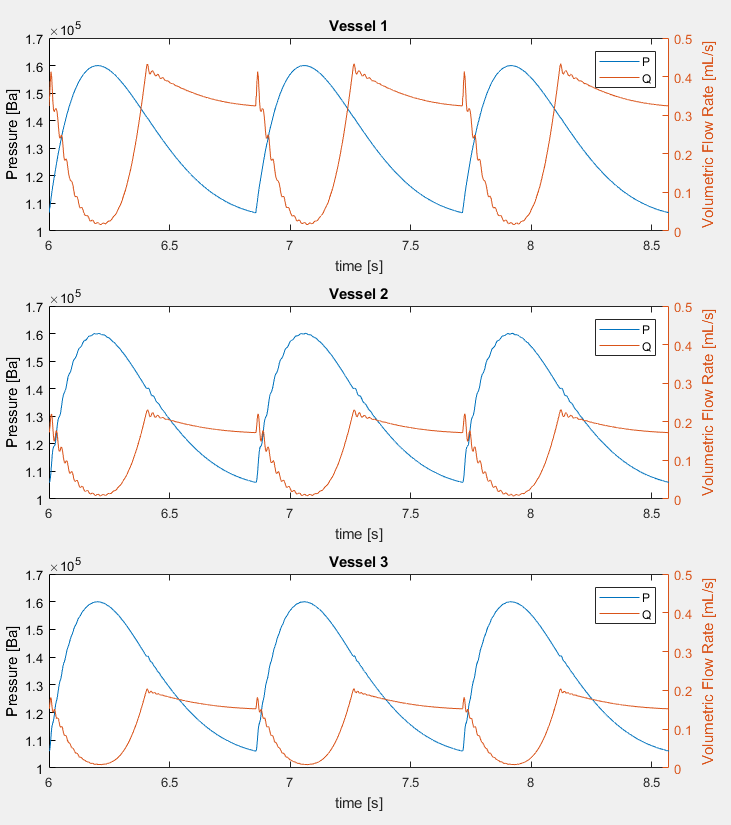 Vessel 1
×10^5
1.7
1.6
1.5
1.4
1.3
1.2
1.1
1
Pressure [Ba]
0.5
0.4
0.3
0.2
0.1
0
Volumetric Flow Rate [mL/s]
P
Q
6 6.5 7 7.5 8 8.5
time [s]
Vessel 2
×10^5
1.7
1.6
1.5
1.4
1.3
1.2
1.1
1
Pressure [Ba]
0.5
0.4
0.3
0.2
0.1
0
Volumetric Flow Rate [mL/s]
P
Q
6 6.5 7 7.5 8 8.5
time [s]
Vessel 3
×10^5
1.7
1.6
1.5
1.4
1.3
1.2
1.1
1
Pressure [Ba]
0.5
0.4
0.3
0.2
0.1
0
Volumetric Flow Rate [mL/s]
P
Q
6 6.5 7 7.5 8 8.5
time [s]